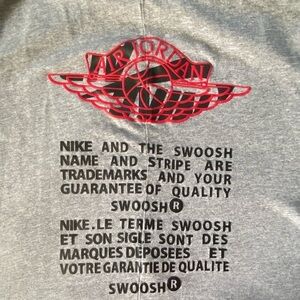 AIR JORDAN
NIKE AND THE SWOOSH
NAME AND STRIPE ARE
TRADEMARKS AND YOUR
GUARANTEE OF QUALITY
SWOOSH®
NIKE.LE TERME SWOOSH
ET SON SIGLE SONT DES
MARQUES DEPOSÉES ET
VOTRE GARANTIE DE QUALITE
SWOOSH®